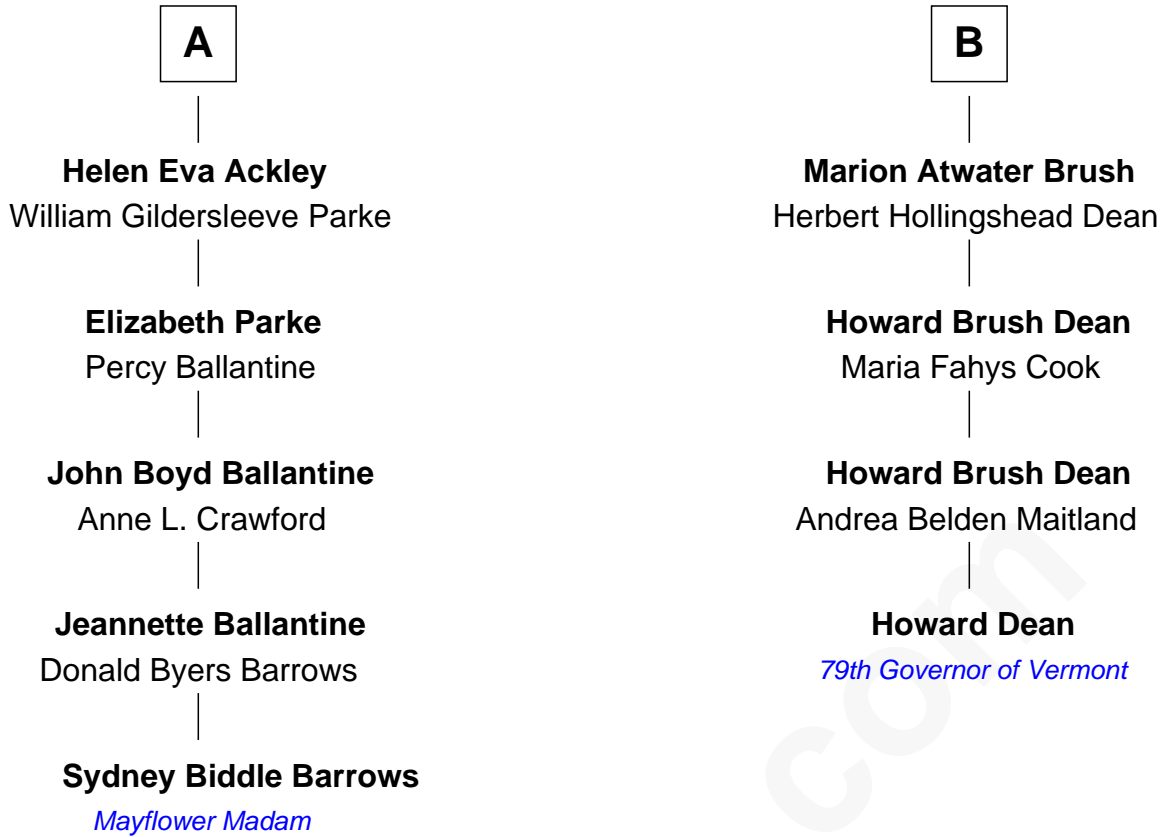 A
Helen Eva Ackley
William Gildersleeve Parke
Elizabeth Parke
Percy Ballantine
John Boyd Ballantine
Anne L. Crawford
Jeannette Ballantine
Donald Byers Barrows
Sydney Biddle Barrows
Mayflower Madam
B
Marion Atwater Brush
Herbert Hollingshead Dean
Howard Brush Dean
Maria Fahys Cook
Howard Brush Dean
Andrea Belden Maitland
Howard Dean
79th Governor of Vermont
com